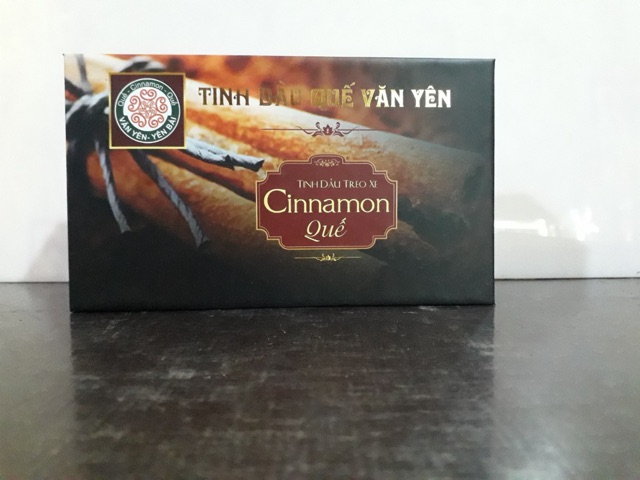 Quế - Cinnamon - Quế
VĂN YÊN - YÊN BÁI
TINH DẦU QUẾ VĂN YÊN
TINH DẦU TREO XE
Cinnamon
Quế